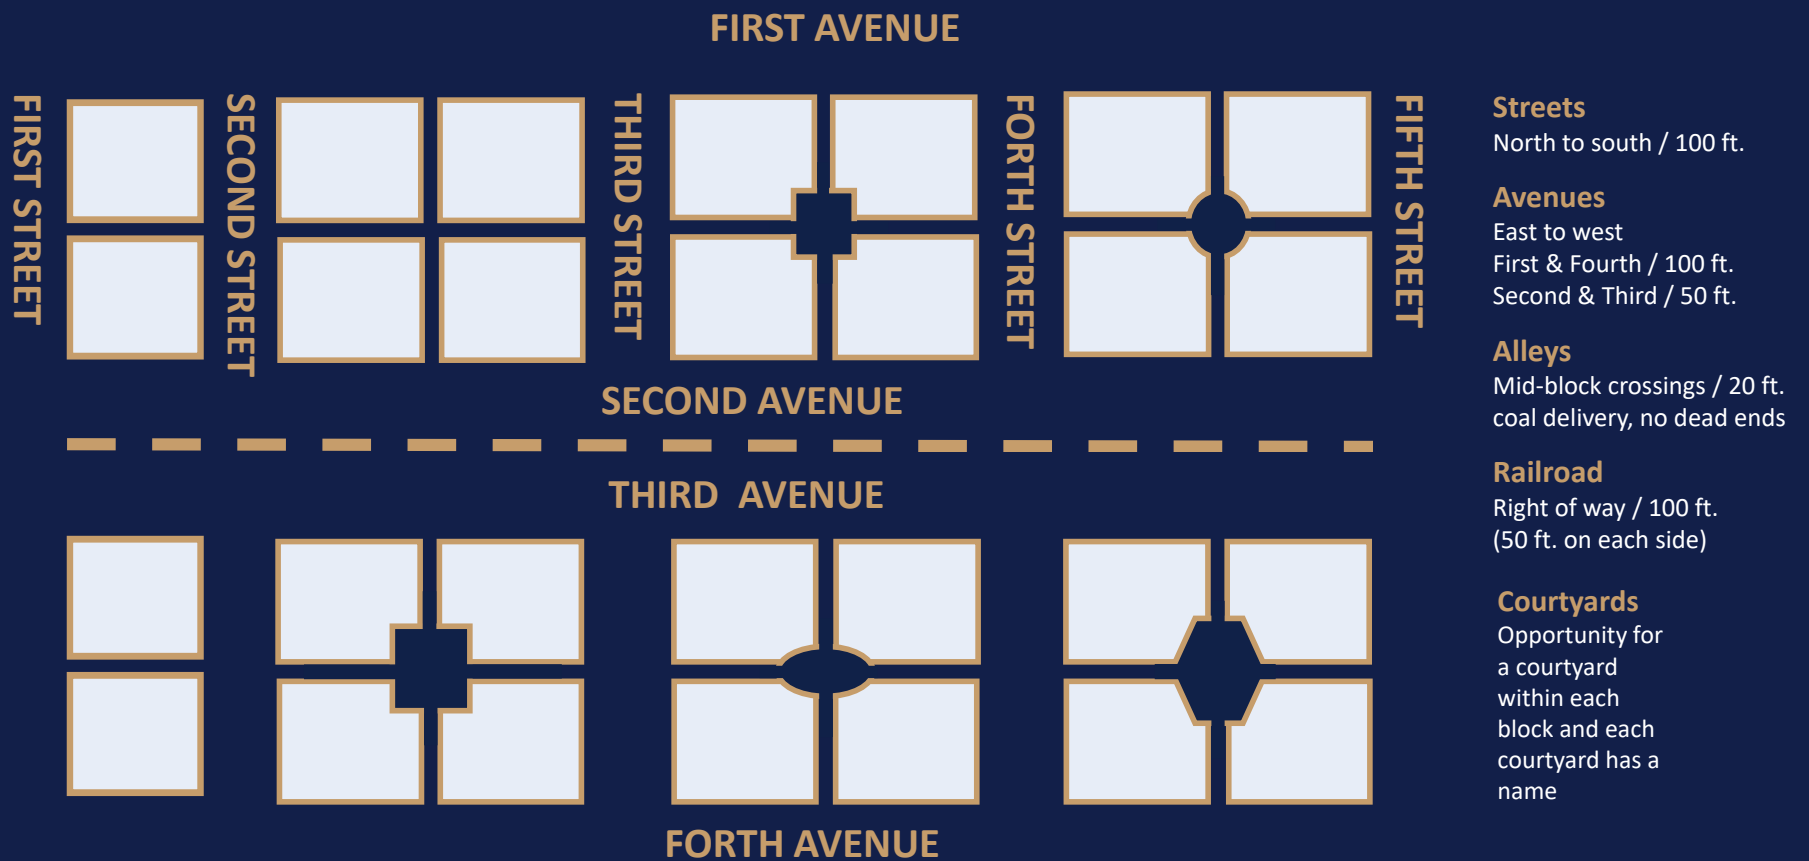 FIRST AVENUE
FIRST STREET
SECOND STREET
THIRD STREET
FORTH STREET
FIFTH STREET
SECOND AVENUE
THIRD AVENUE
FORTH AVENUE
Streets
North to south / 100 ft.
Avenues
East to west
First & Fourth / 100 ft.
Second & Third / 50 ft.
Alleys
Mid-block crossings / 20 ft.
coal delivery, no dead ends
Railroad
Right of way / 100 ft.
(50 ft. on each side)
Courtyards
Opportunity for
a courtyard
within each
block and each
courtyard has a
name